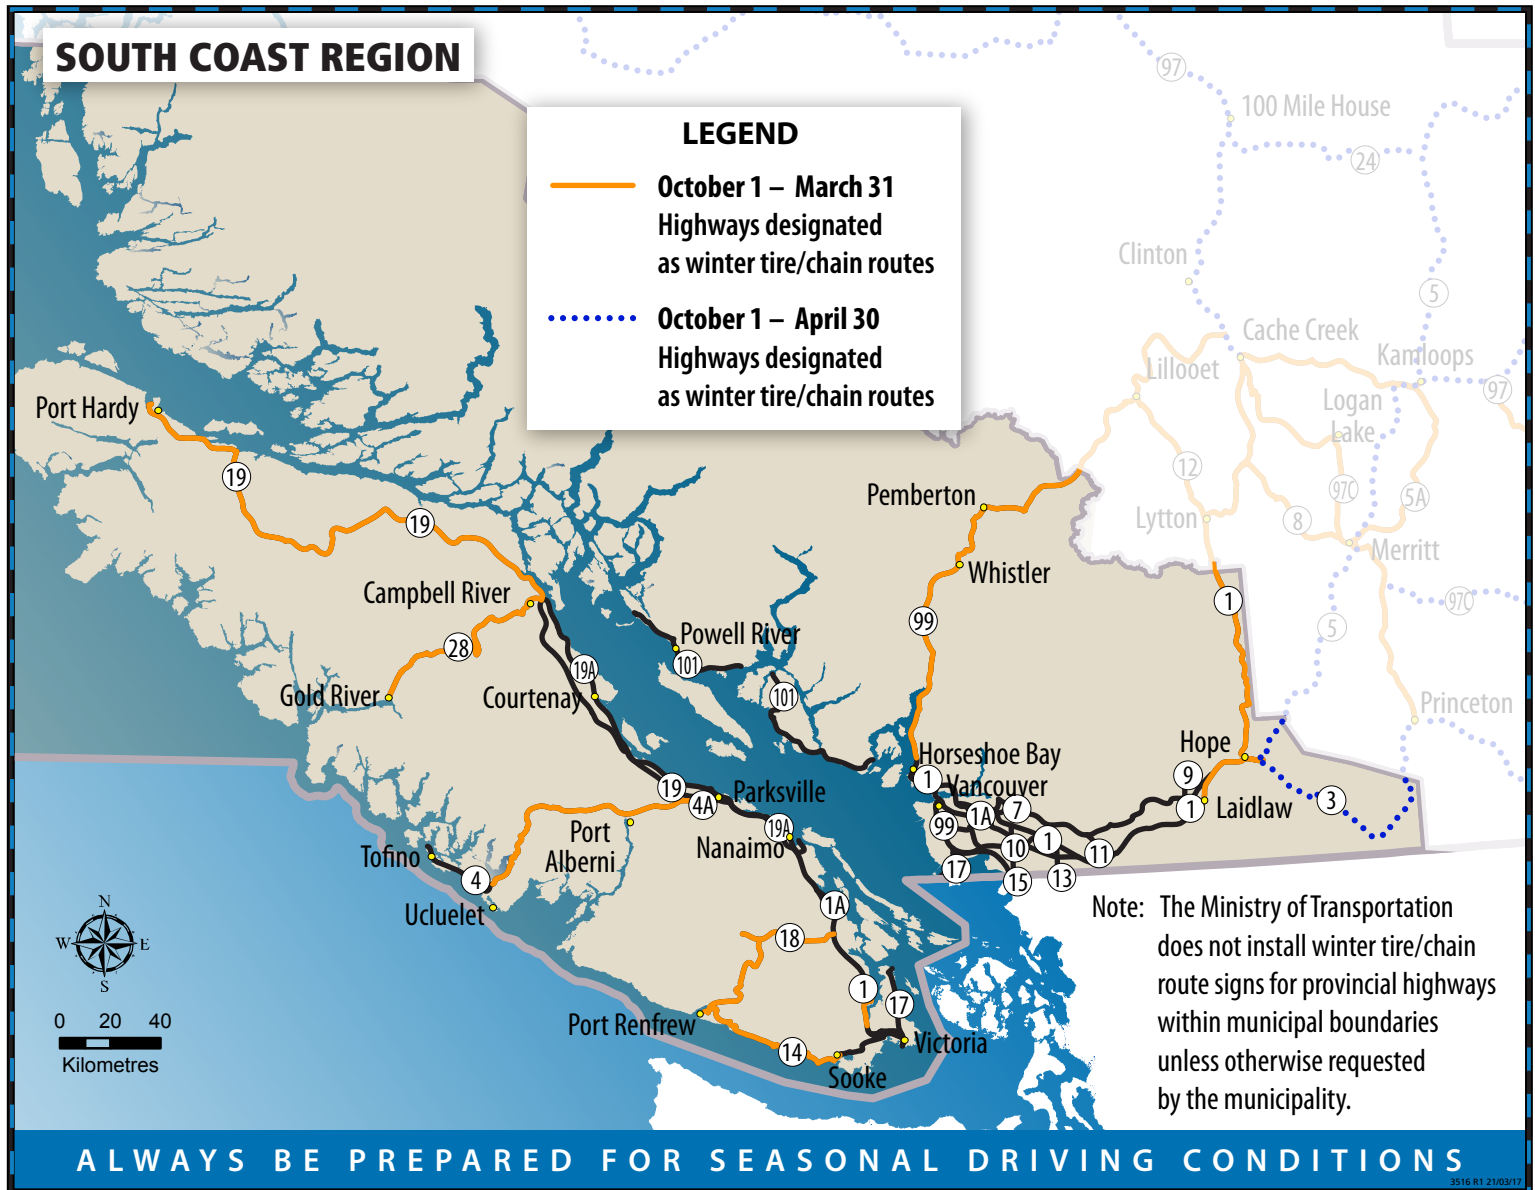 SOUTH COAST REGION
LEGEND
October 1 – March 31
Highways designated
as winter tire/chain routes
October 1 – April 30
Highways designated
as winter tire/chain routes
97
100 Mile House
24
Clinton
5
Cache Creek
Kamloops
Lillooet
97
Logan
Lake
Port Hardy
19
12
97C
5A
Pemberton
19
Lytton
8
Merritt
Whistler
Campbell River
1
97C
99
5
28
Powell River
101
19A
Gold River
Courtenay
101
Princeton
Hope
Horseshoe Bay
1
9
Vancouver
19
Parksville
4A
7
1
Laidlaw
3
1A
99
19A
Port
Alberni
Nanaimo
10
1
11
Tofino
17
15
13
4
Ucluelet
1A
18
1
17
Port Renfrew
14
Victoria
Sooke
N
W
E
S
0 20 40
Kilometres
Note: The Ministry of Transportation
does not install winter tire/chain
route signs for provincial highways
within municipal boundaries
unless otherwise requested
by the municipality.
ALWAYS BE PREPARED FOR SEASONAL DRIVING CONDITIONS
3516 R1 21/03/17